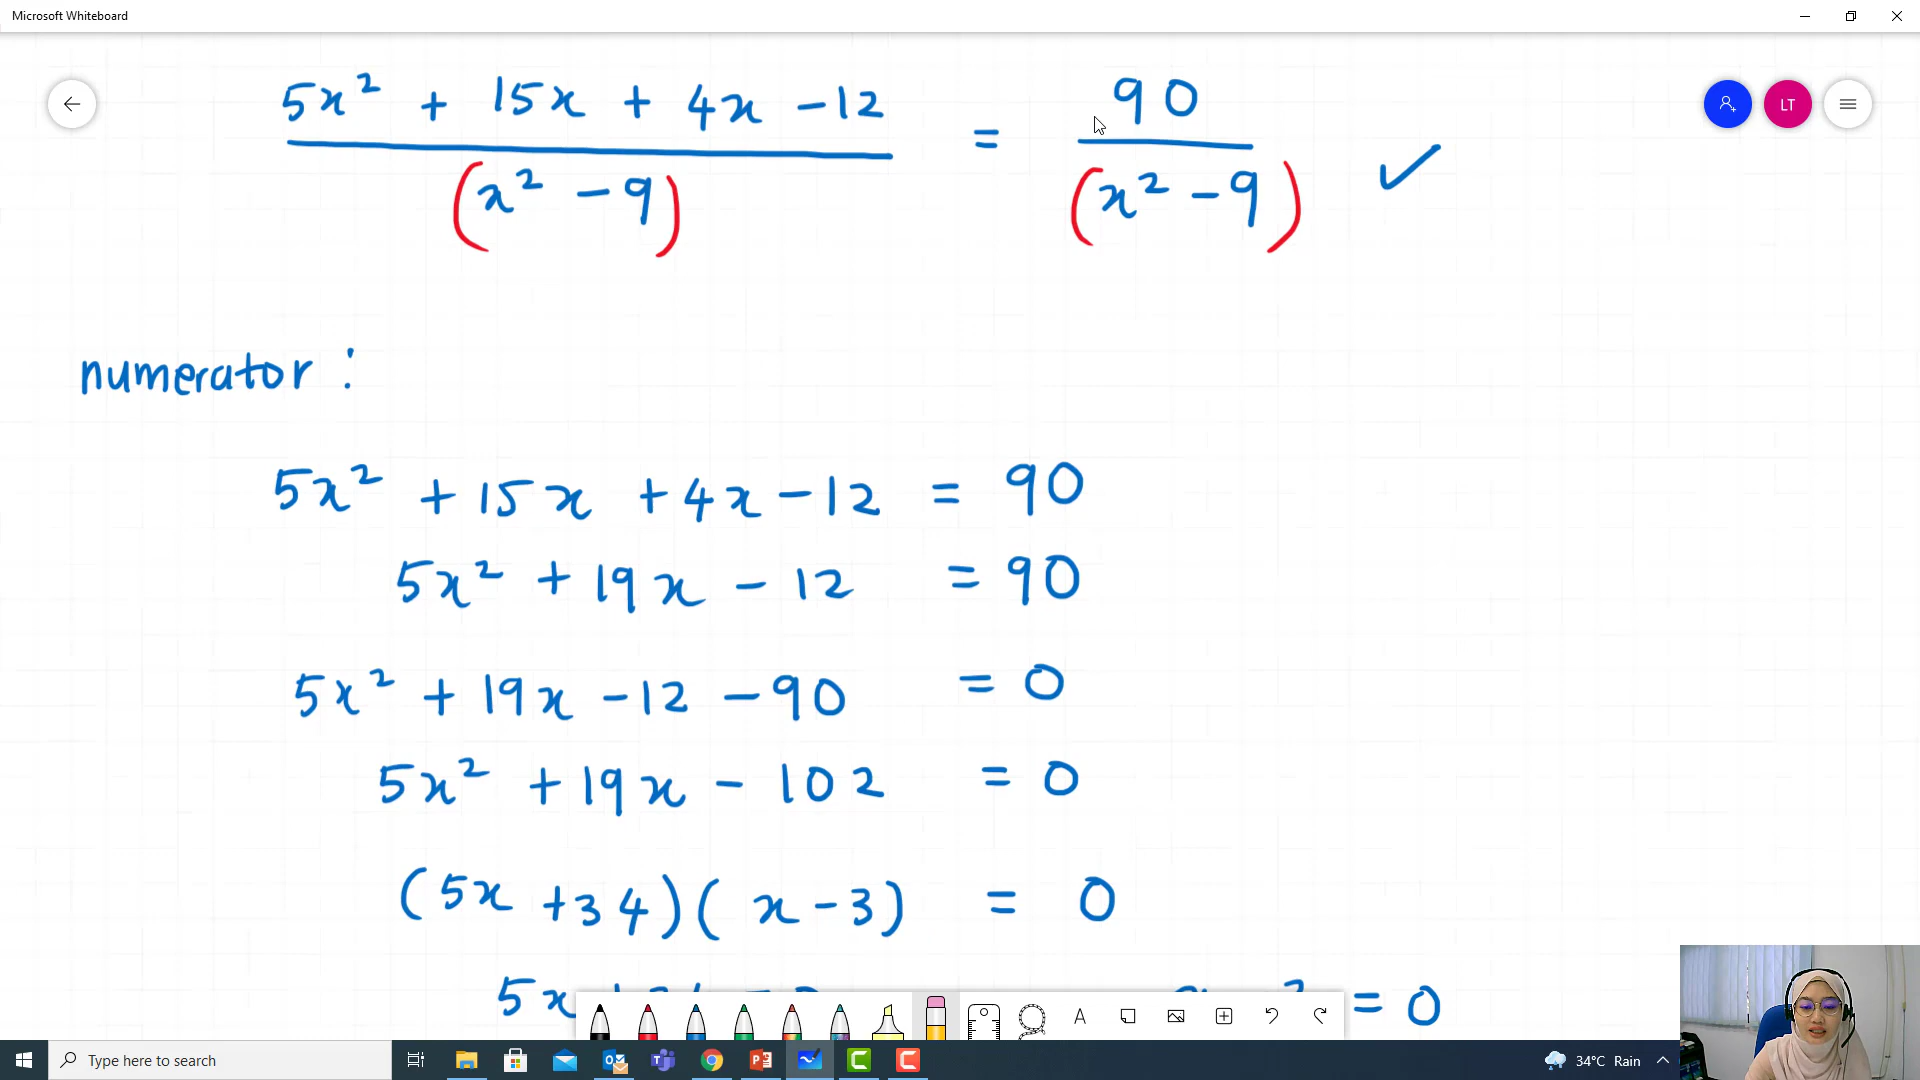 Microsoft Whiteboard
5x² + 15x + 4x - 12 = 90
(x² - 9) (x² - 9) ✓
LT
numerator :
5x² + 15x + 4x - 12 = 90
5x² + 19x - 12 = 90
5x² + 19x - 12 - 90 = 0
5x² + 19x - 102 = 0
(5x + 34)(x - 3) = 0
5x = 0
A
Type here to search
34°C Rain